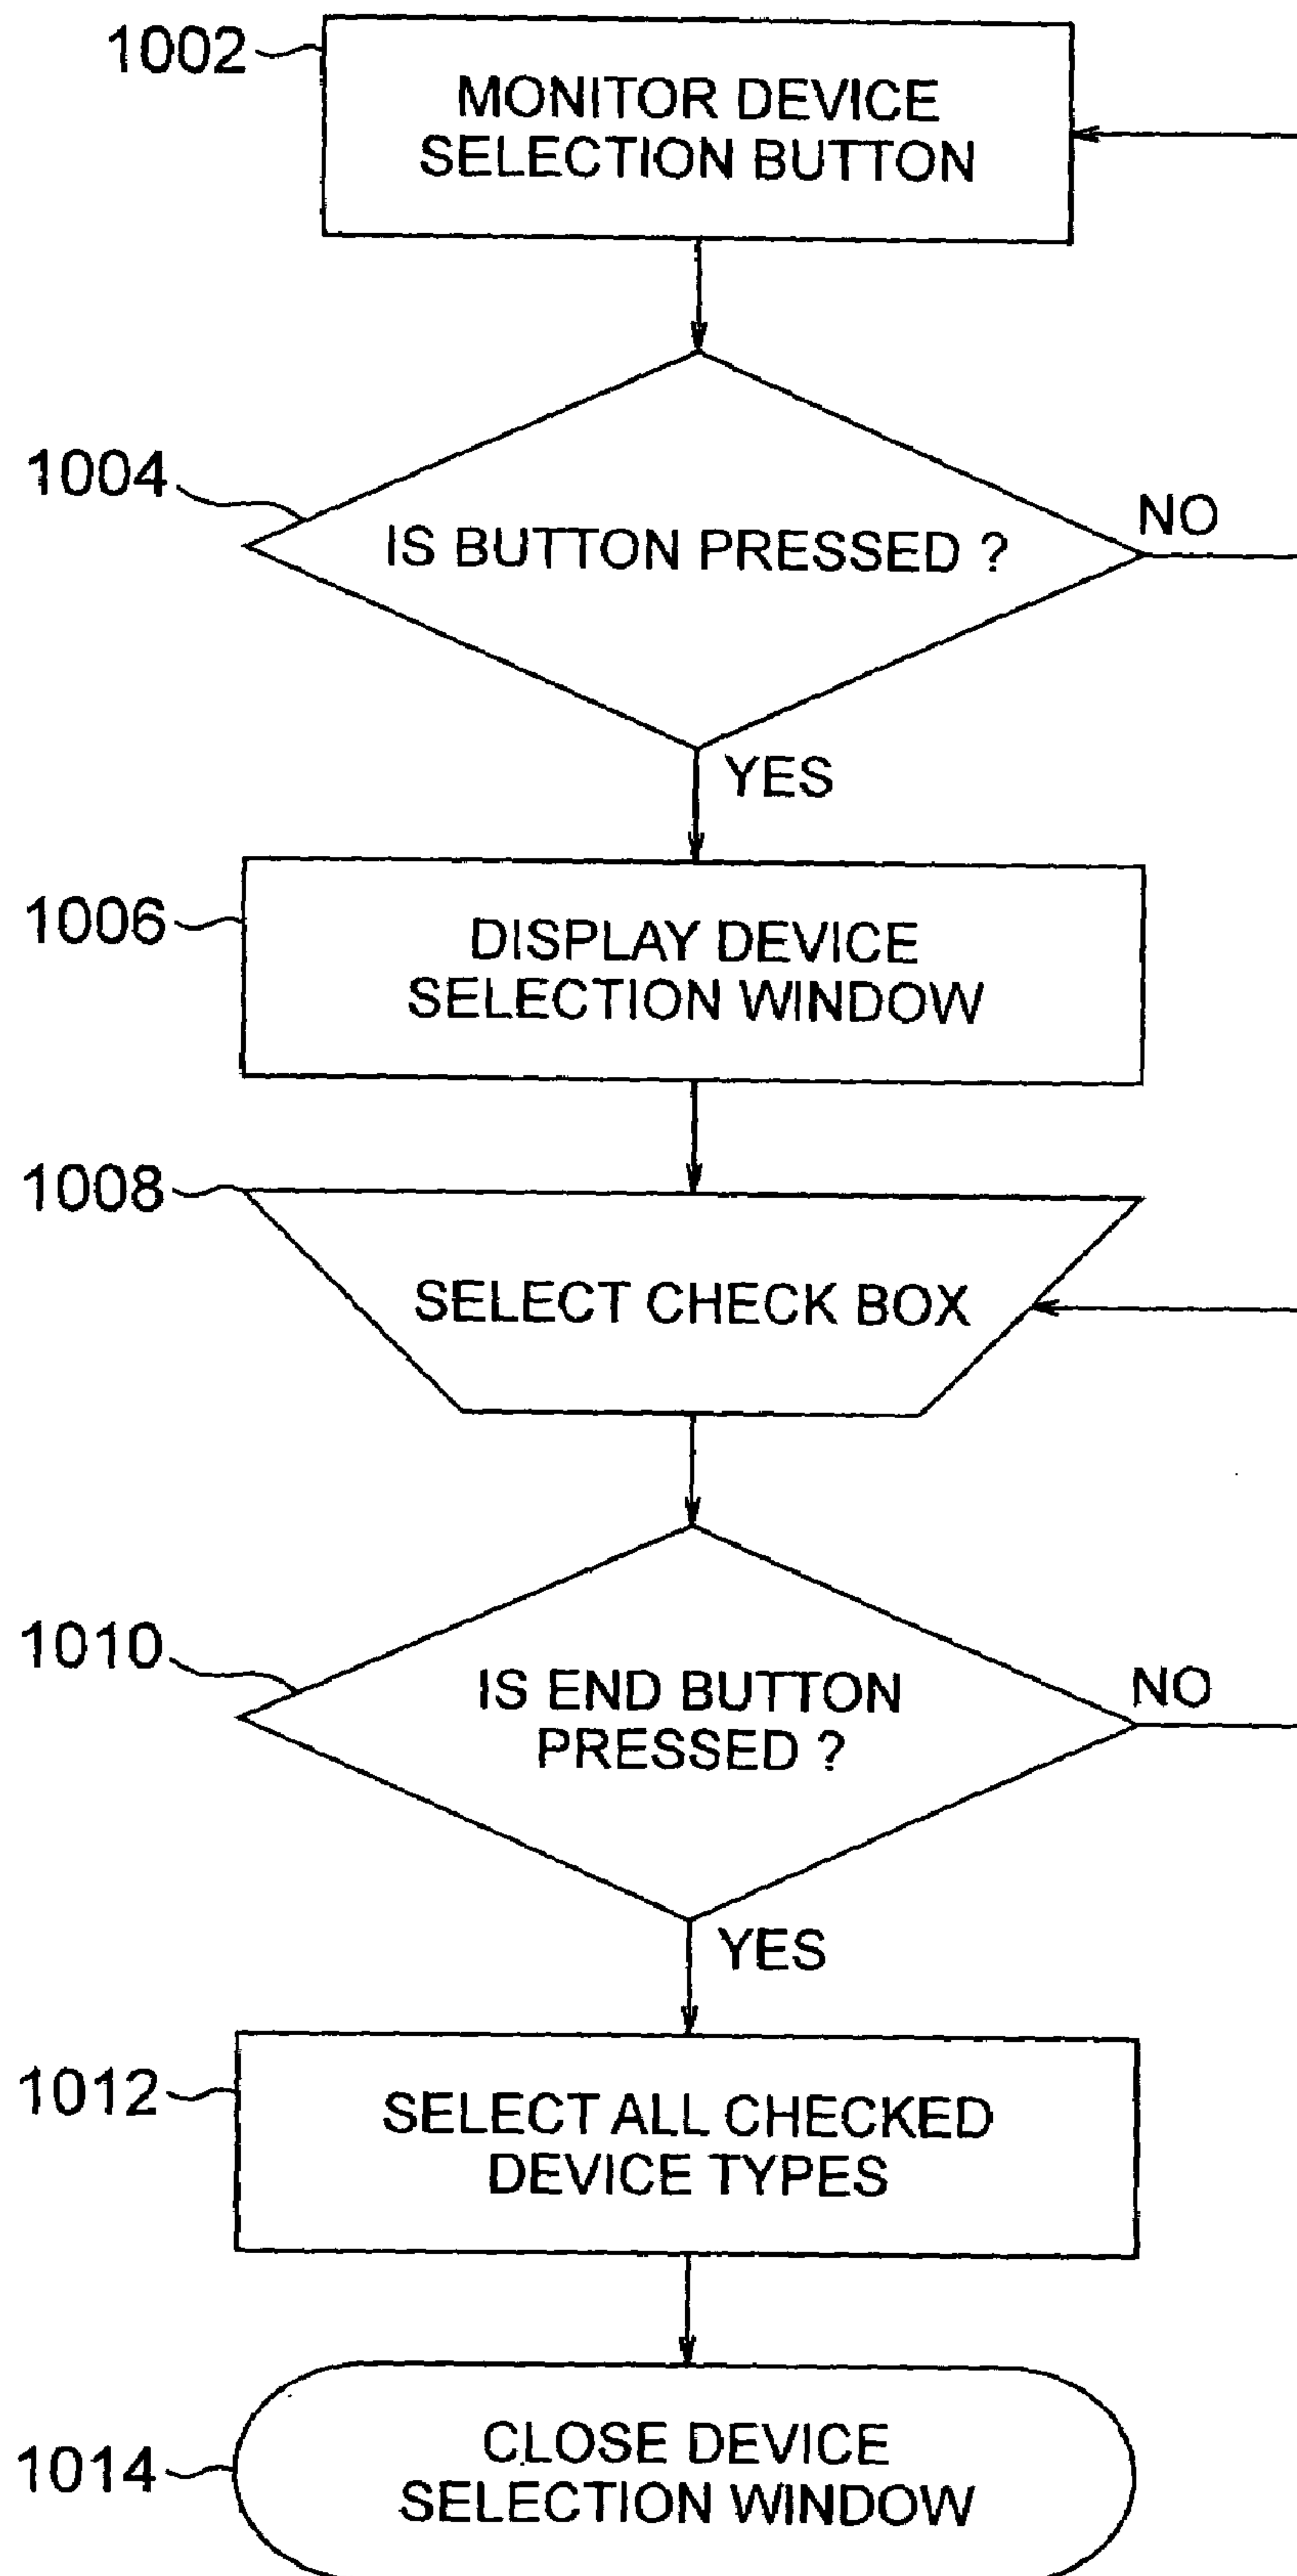 1002
MONITOR DEVICE
SELECTION BUTTON
1004
IS BUTTON PRESSED ?
NO
YES
1006
DISPLAY DEVICE
SELECTION WINDOW
1008
SELECT CHECK BOX
1010
IS END BUTTON
PRESSED ?
NO
YES
1012
SELECT ALL CHECKED
DEVICE TYPES
1014
CLOSE DEVICE
SELECTION WINDOW